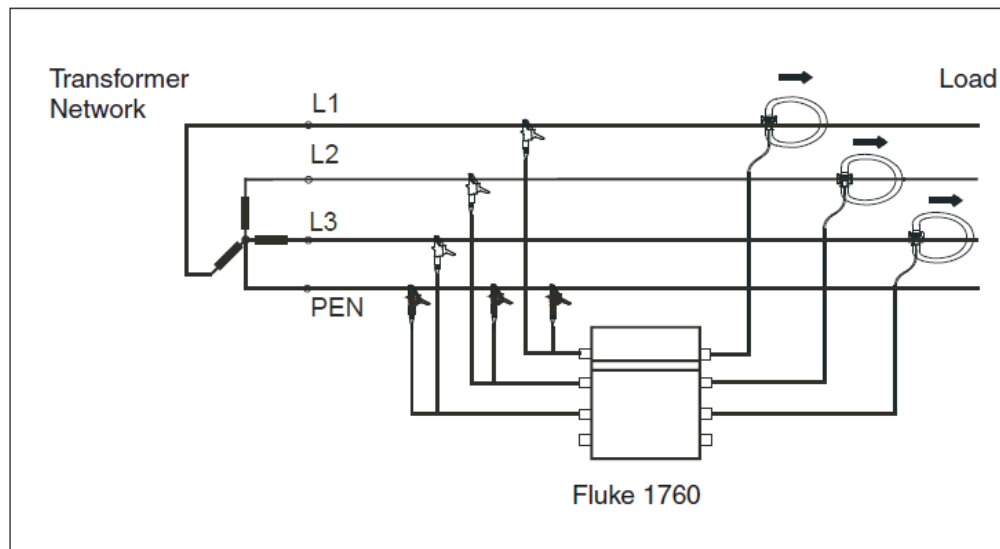 Transformer
Network
Load
L1
L2
L3
PEN
Fluke 1760